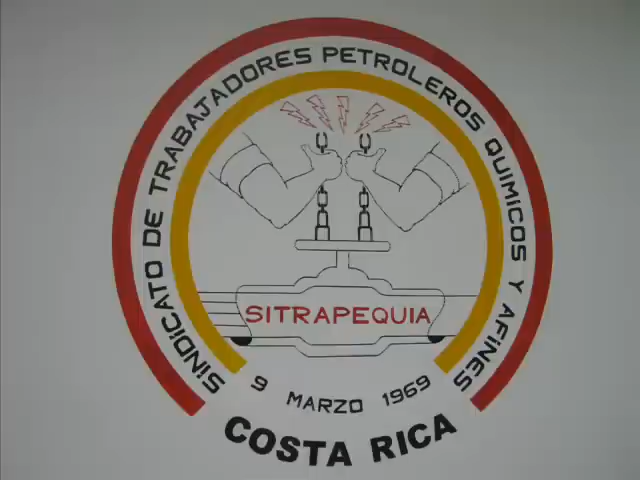 SiNDiCATO DE TRABAJADORES PETROLEROS QUIMICOS Y AFiNES
SITRAPEQUIA
9 MARZO 1969
COSTA RICA